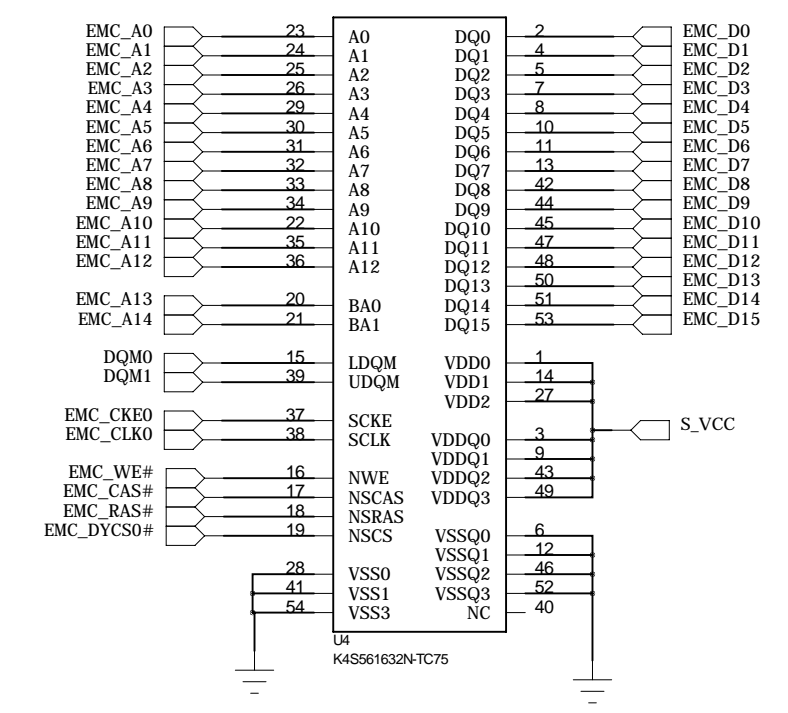 EMC_A0 23 A0 DQ0 2 EMC_D0
EMC_A1 24 A1 DQ1 4 EMC_D1
EMC_A2 25 A2 DQ2 5 EMC_D2
EMC_A3 26 A3 DQ3 7 EMC_D3
EMC_A4 29 A4 DQ4 8 EMC_D4
EMC_A5 30 A5 DQ5 10 EMC_D5
EMC_A6 31 A6 DQ6 11 EMC_D6
EMC_A7 32 A7 DQ7 13 EMC_D7
EMC_A8 33 A8 DQ8 42 EMC_D8
EMC_A9 34 A9 DQ9 44 EMC_D9
EMC_A10 22 A10 DQ10 45 EMC_D10
EMC_A11 35 A11 DQ11 47 EMC_D11
EMC_A12 36 A12 DQ12 48 EMC_D12
DQ13 50 EMC_D13
EMC_A13 20 BA0 DQ14 51 EMC_D14
EMC_A14 21 BA1 DQ15 53 EMC_D15
DQM0 15 LDQM VDD0 1
DQM1 39 UDQM VDD1 14
VDD2 27
EMC_CKE0 37 SCKE S_VCC
EMC_CLK0 38 SCLK VDDQ0 3
VDDQ1 9
EMC_WE# 16 NWE VDDQ2 43
EMC_CAS# 17 NSCAS VDDQ3 49
EMC_RAS# 18 NSRAS
EMC_DYCS0# 19 NSCS VSSQ0 6
VSSQ1 12
28 VSS0 VSSQ2 46
41 VSS1 VSSQ3 52
54 VSS3 NC 40
U4
K4S561632N-TC75